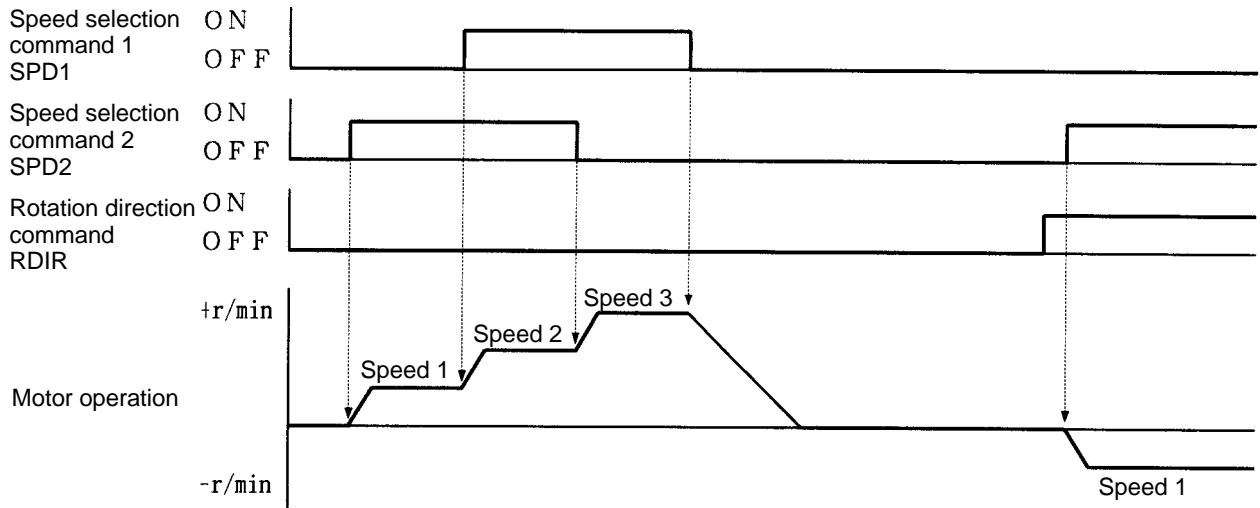 Speed selection
command 1
SPD1
ON
OFF
Speed selection
command 2
SPD2
ON
OFF
Rotation direction
command
RDIR
ON
OFF
Motor operation
+r/min
-r/min
Speed 1
Speed 2
Speed 3
Speed 1